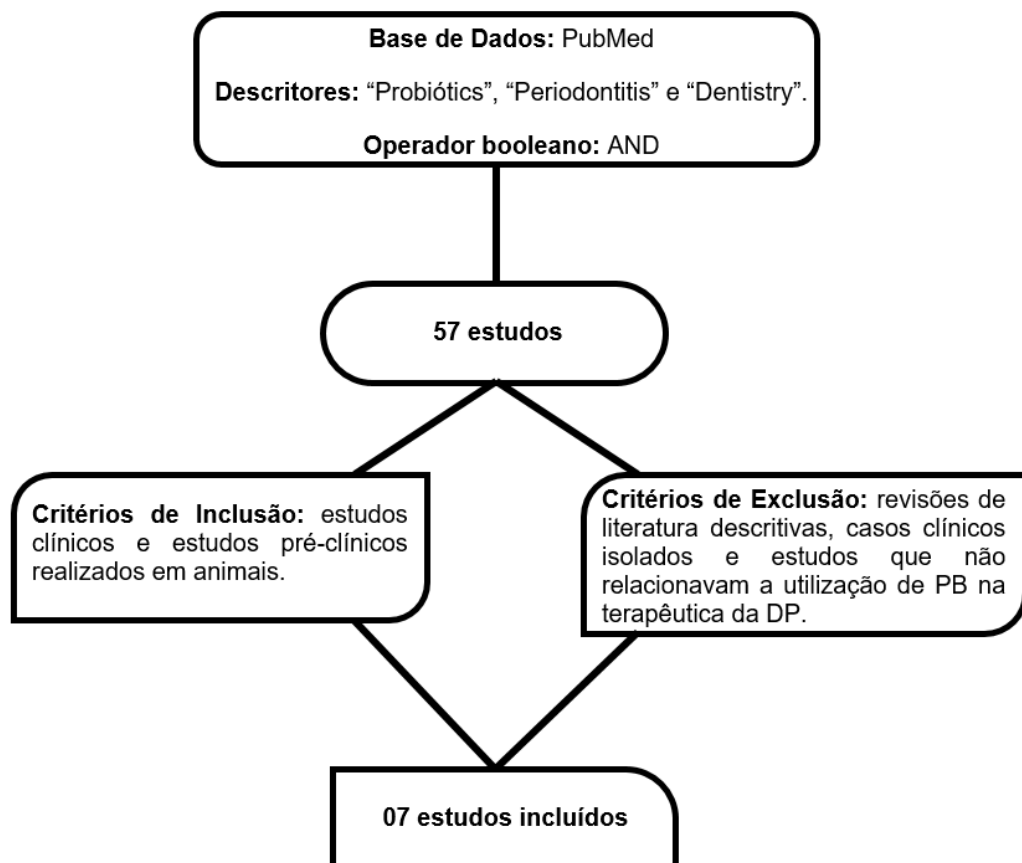 Base de Dados: PubMed
Descritores: “Probiótics”, “Periodontitis” e “Dentistry”.
Operador booleano: AND
57 estudos
Critérios de Inclusão: estudos
clínicos e estudos pré-clínicos
realizados em animais.
Critérios de Exclusão: revisões de
literatura descritivas, casos clínicos
isolados e estudos que não
relacionavam a utilização de PB na
terapêutica da DP.
07 estudos incluídos